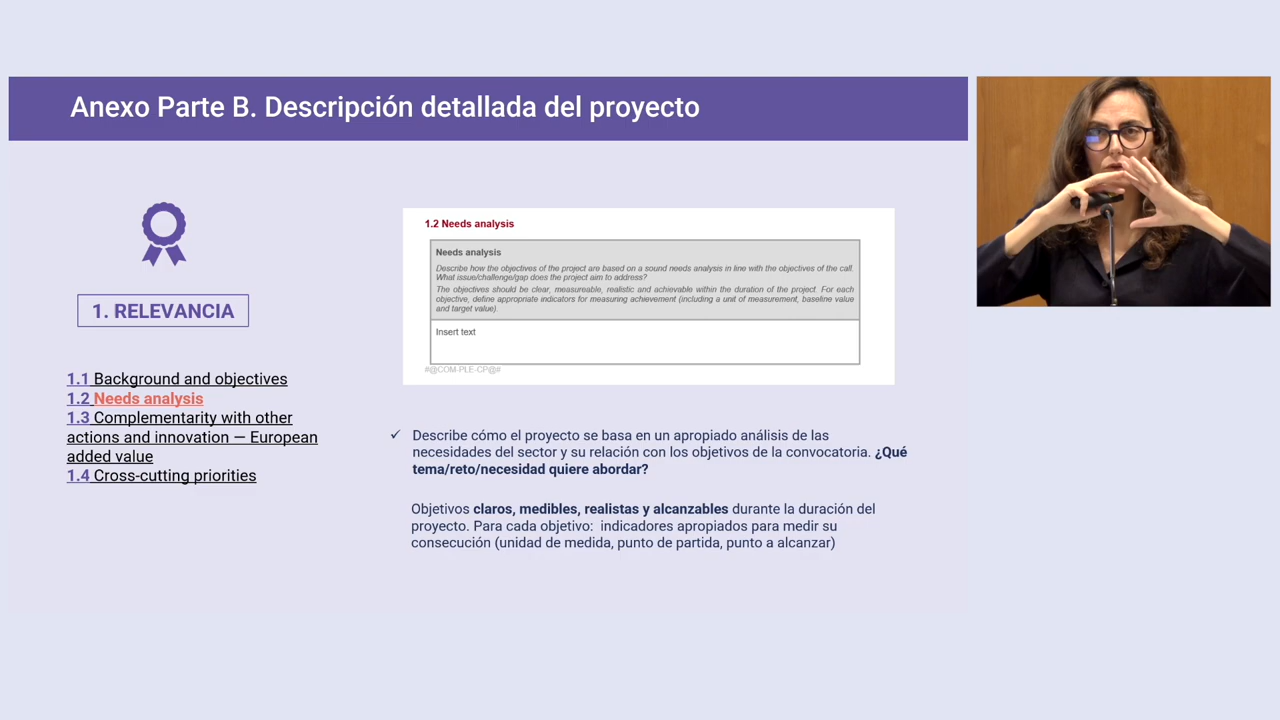 Anexo Parte B. Descripción detallada del proyecto
1. RELEVANCIA
1.1 Background and objectives
1.2 Needs analysis
1.3 Complementarity with other
actions and innovation — European
added value
1.4 Cross-cutting priorities
1.2 Needs analysis
Needs analysis
Describe how the objectives of the project are based on a sound needs analysis in line with the objectives of the call.
What issue/challenge/gap does the project aim to address?
The objectives should be clear, measureable, realistic and achievable within the duration of the project. For each
objective, define appropriate indicators for measuring achievement (including a unit of measurement, baseline value
and target value).
Insert text
#@COM-PLE-CP@#
✓ Describe cómo el proyecto se basa en un apropiado análisis de las
necesidades del sector y su relación con los objetivos de la convocatoria. ¿Qué
tema/reto/necesidad quiere abordar?
Objetivos claros, medibles, realistas y alcanzables durante la duración del
proyecto. Para cada objetivo: indicadores apropiados para medir su
consecución (unidad de medida, punto de partida, punto a alcanzar)